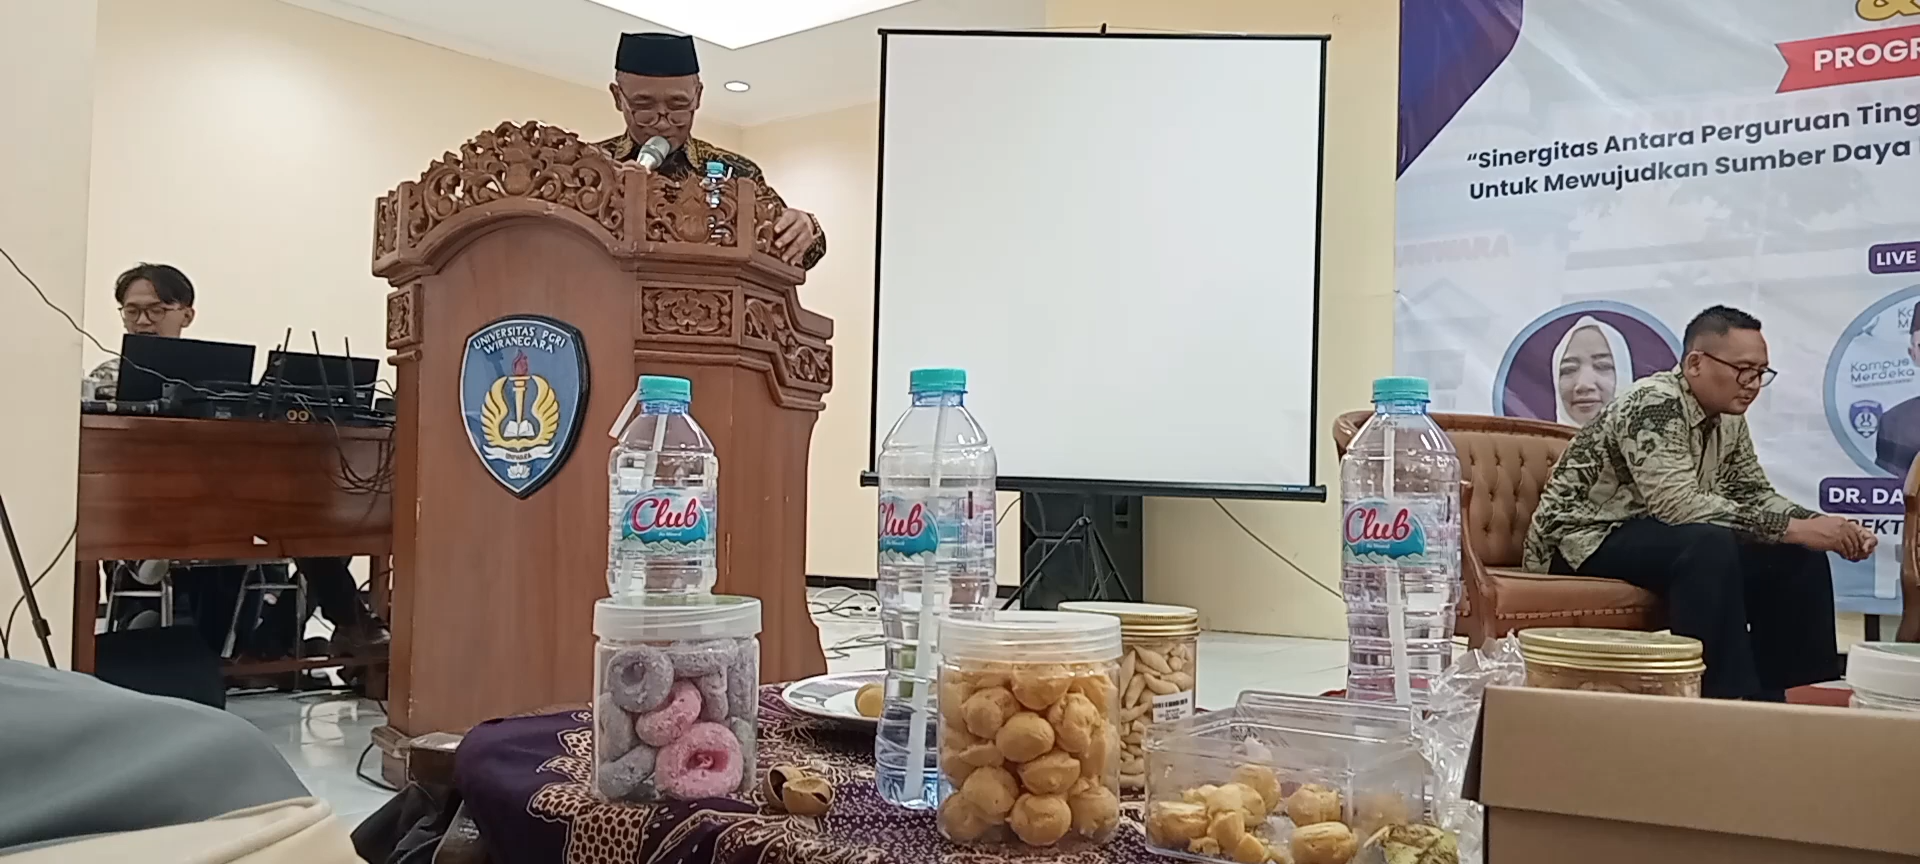 PROGR
“Sinergitas Antara Perguruan Ting
Untuk Mewujudkan Sumber Daya
LIVE
Kampus
Merdeka
DR. DA
UNIVERSITAS PGRI
WIRANEGARA
UNIWARA
Club
Club
Club